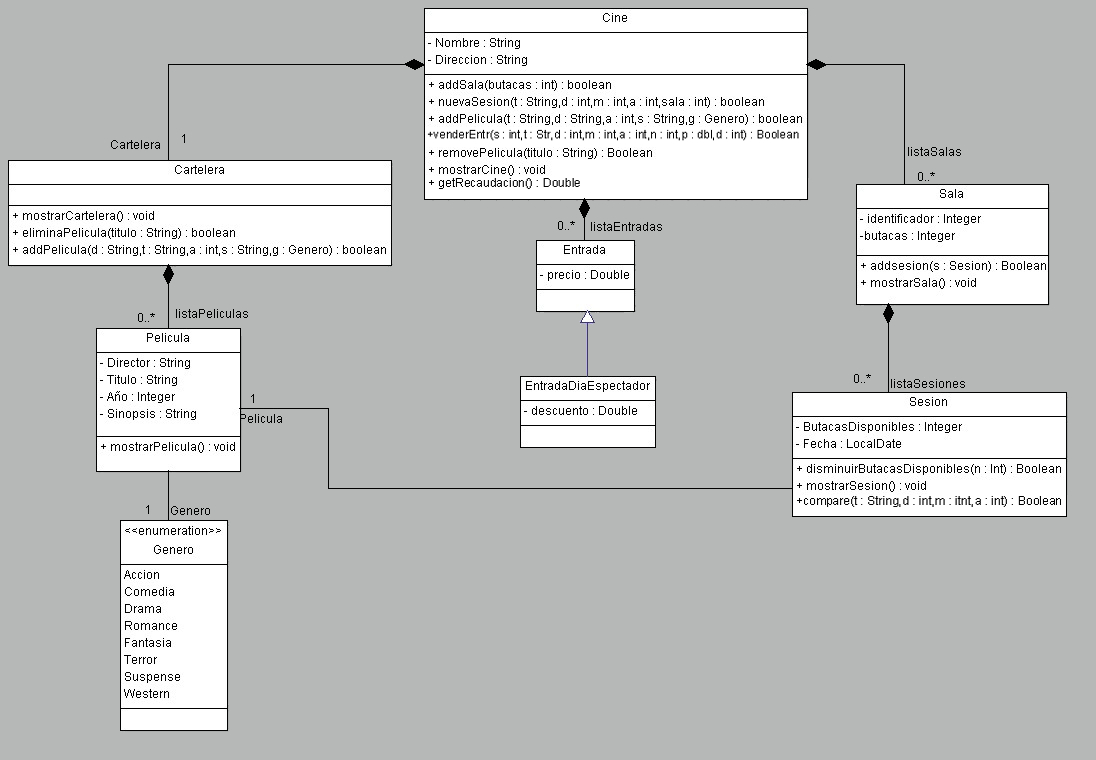 Cine
- Nombre : String
- Direccion : String
+ addSala(butacas : int) : boolean
+ nuevaSesion(t : String,d : int,m : int,a : int,sala : int) : boolean
+ addPelicula(t : String,d : String,a : int,s : String,g : Genero) : boolean
+venderEntr(s : int,t : Str,d : int,m : int,a : int,n : int,p : dbl,d : int) : Boolean
+ removePelicula(titulo : String) : Boolean
+ mostrarCine() : void
+ getRecaudacion() : Double
Cartelera
1
Cartelera
+ mostrarCartelera() : void
+ eliminaPelicula(titulo : String) : boolean
+ addPelicula(d : String,t : String,a : int,s : String,g : Genero) : boolean
0..*
listaPeliculas
Pelicula
- Director : String
- Titulo : String
- Año : Integer
- Sinopsis : String
+ mostrarPelicula() : void
1
Pelicula
1
Genero
<<enumeration>>
Genero
Accion
Comedia
Drama
Romance
Fantasia
Terror
Suspense
Western
0..*
listaEntradas
Entrada
- precio : Double
EntradaDiaEspectador
- descuento : Double
listaSalas
0..*
Sala
- identificador : Integer
-butacas : Integer
+ addsesion(s : Sesion) : Boolean
+ mostrarSala() : void
0..*
listaSesiones
Sesion
- ButacasDisponibles : Integer
- Fecha : LocalDate
+ disminuirButacasDisponibles(n : Int) : Boolean
+ mostrarSesion() : void
+compare(t : String,d : int,m : itnt,a : int) : Boolean